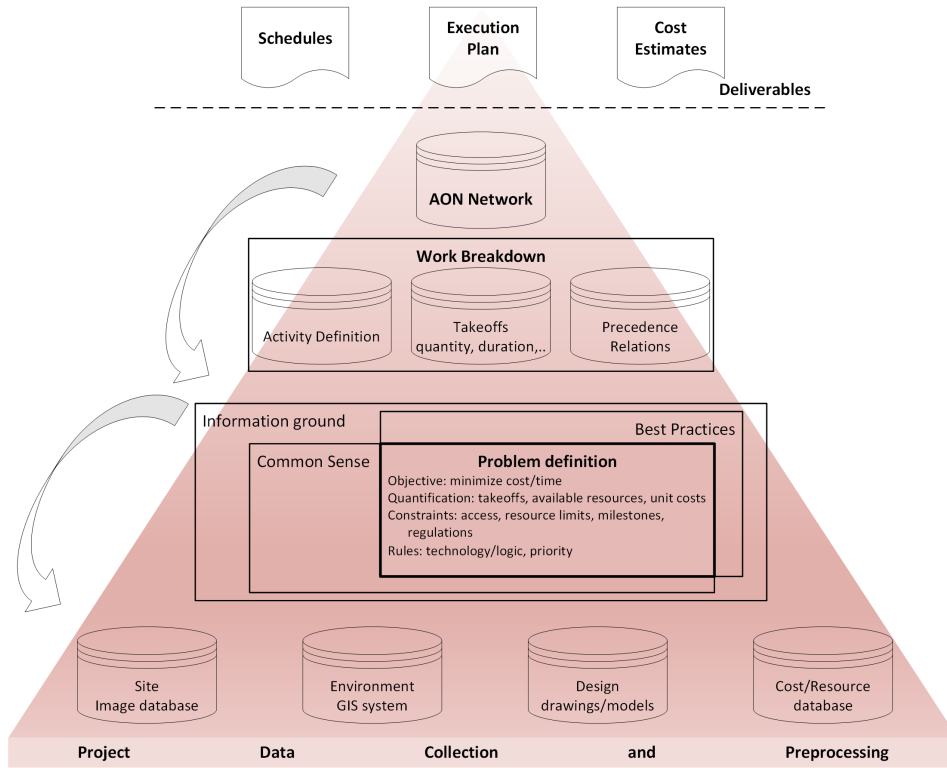 Schedules
Execution
Plan
Cost
Estimates
Deliverables
AON Network
Work Breakdown
Activity Definition
Takeoffs
quantity, duration,..
Precedence
Relations
Information ground
Best Practices
Common Sense
Problem definition
Objective: minimize cost/time
Quantification: takeoffs, available resources, unit costs
Constraints: access, resource limits, milestones,
regulations
Rules: technology/logic, priority
Site
Image database
Environment
GIS system
Design
drawings/models
Cost/Resource
database
Project Data Collection and Preprocessing